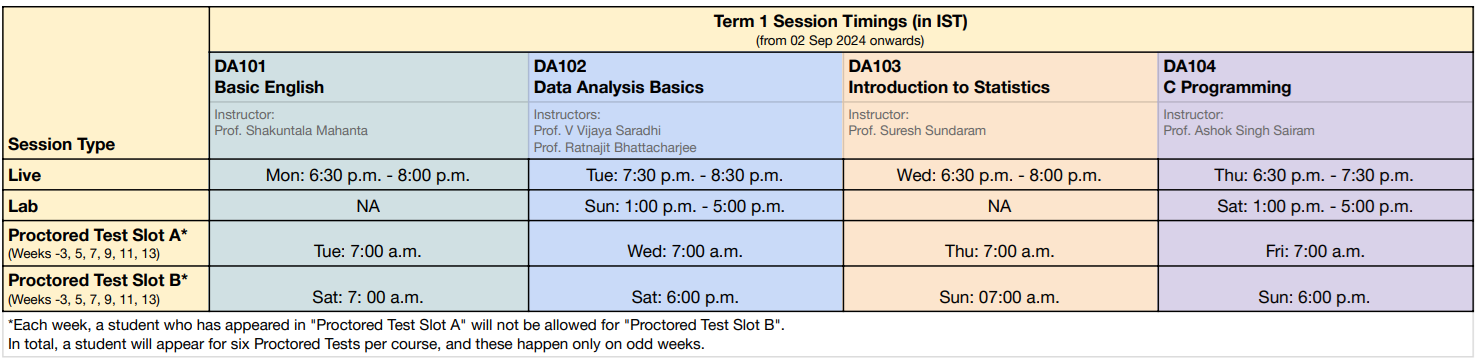 Term 1 Session Timings (in IST)
(from 02 Sep 2024 onwards)
Session Type
DA101
Basic English
Instructor:
Prof. Shakuntala Mahanta
DA102
Data Analysis Basics
Instructors:
Prof. V Vijaya Saradhi
Prof. Ratnajit Bhattacharjee
DA103
Introduction to Statistics
Instructor:
Prof. Suresh Sundaram
DA104
C Programming
Instructor:
Prof. Ashok Singh Sairam
Live Mon: 6:30 p.m. - 8:00 p.m. Tue: 7:30 p.m. - 8:30 p.m. Wed: 6:30 p.m. - 8:00 p.m. Thu: 6:30 p.m. - 7:30 p.m.
Lab NA Sun: 1:00 p.m. - 5:00 p.m. NA Sat: 1:00 p.m. - 5:00 p.m.
Proctored Test Slot A*
(Weeks -3, 5, 7, 9, 11, 13) Tue: 7:00 a.m. Wed: 7:00 a.m. Thu: 7:00 a.m. Fri: 7:00 a.m.
Proctored Test Slot B*
(Weeks -3, 5, 7, 9, 11, 13) Sat: 7: 00 a.m. Sat: 6:00 p.m. Sun: 07:00 a.m. Sun: 6:00 p.m.
*Each week, a student who has appeared in "Proctored Test Slot A" will not be allowed for "Proctored Test Slot B".
In total, a student will appear for six Proctored Tests per course, and these happen only on odd weeks.